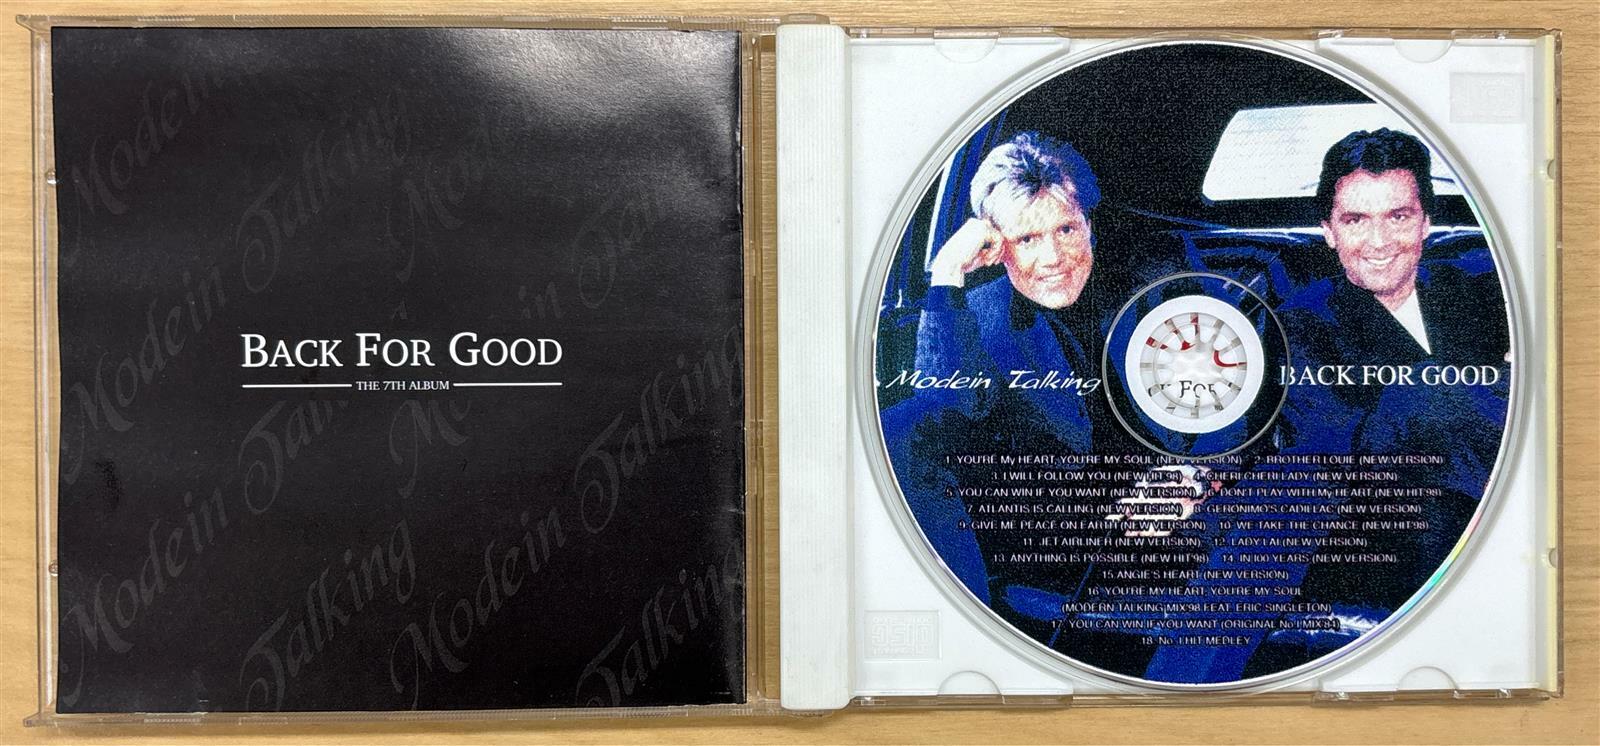 Modein Talking
BACK FOR GOOD
THE 7TH ALBUM
Modein Talking
BACK FOR GOOD
1. YOU'RE My HEART, YOU'RE MY SOUL (NEW VERSION) 2. BROTHER LOUIE (NEW VERSION)
3. I WILL FOLLOW YOU (NEW HIT'98) 4. CHERI CHERI LADY (NEW VERSION)
5. YOU CAN WIN IF YOU WANT (NEW VERSION) 6. DON'T PLAY WITH My HEART (NEW HIT'98)
7. ATLANTIS IS CALLING (NEW VERSION) 8. GERONIMO'S CADILLAC (NEW VERSION)
9. GIVE ME PEACE ON EARTH (NEW VERSION) 10. WE TAKE THE CHANCE (NEW HIT'98)
11. JET AIRLINER (NEW VERSION) 12. LADY LAI (NEW VERSION)
13. ANYTHING IS POSSIBLE (NEW HIT'98) 14. IN 100 YEARS (NEW VERSION)
15. ANGIE'S HEART (NEW VERSION)
16. YOU'RE MY HEART, YOU'RE MY SOUL
(MODERN TALKING MIX'98 FEAT. ERIC SINGLETON)
17. YOU CAN WIN IF YOU WANT (ORIGINAL No.1 MIX'84)
18. No.1 HIT MEDLEY